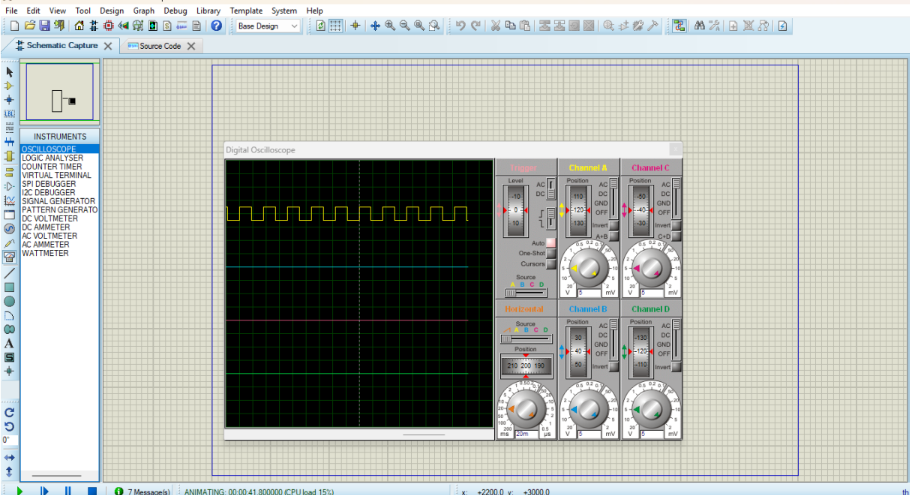 File Edit View Tool Design Graph Debug Library Template System Help
Base Design
Schematic Capture
Source Code
INSTRUMENTS
OSCILLOSCOPE
LOGIC ANALYSER
COUNTER TIMER
VIRTUAL TERMINAL
SPI DEBUGGER
I2C DEBUGGER
SIGNAL GENERATOR
PATTERN GENERATO
DC VOLTMETER
DC AMMETER
AC VOLTMETER
AC AMMETER
WATTMETER
Digital Oscilloscope
Trigger
Level
AC
DC
-10
0
10
Auto
One-Shot
Cursors
Source
A B C D
Channel A
Position
AC
DC
GND
OFF
110
-120
-130
Invert
A+B
V 5 mV
Channel C
Position
AC
DC
GND
OFF
-50
-40
-30
Invert
C+D
V 5 mV
Horizontal
Source
A B C D
Position
210 200 190
ms 20m µs
Channel B
Position
AC
DC
GND
OFF
30
40
50
Invert
V 5 mV
Channel D
Position
AC
DC
GND
OFF
-130
-120
-110
Invert
V 5 mV
0°
7 Message(s)
ANIMATING: 00:00:41.800000 (CPU load 15%)
x: +2200.0 y: +3000.0
th